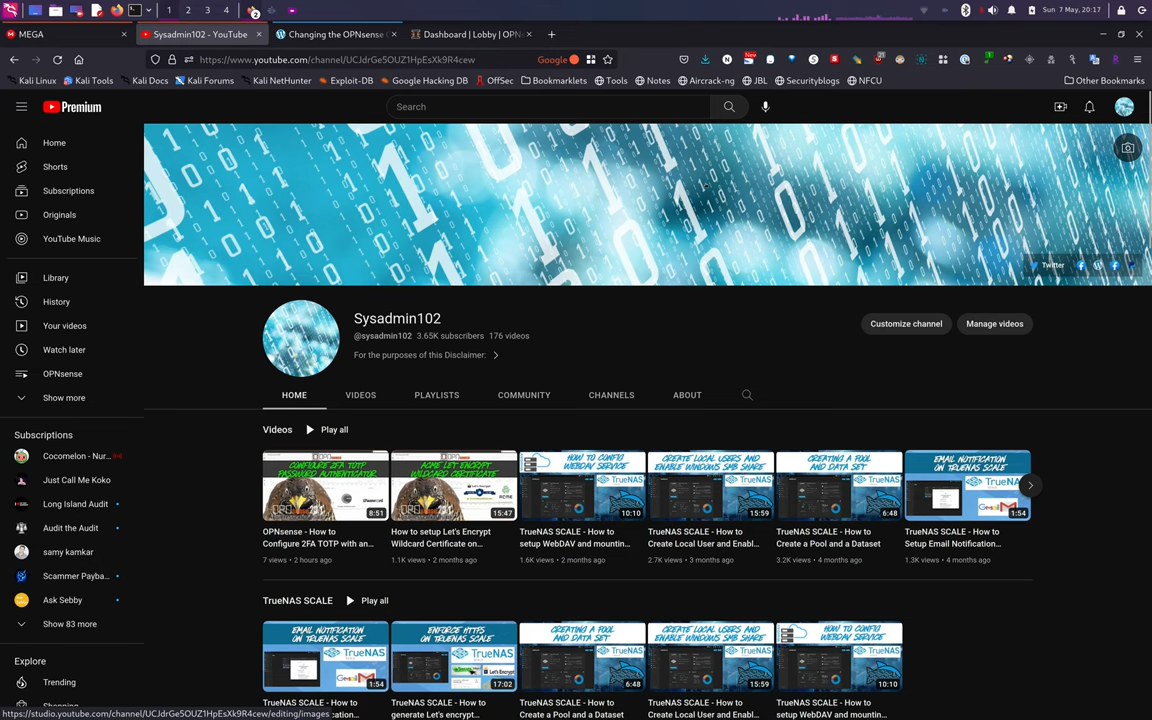 1 2 3 4 2 Sun 7 May, 20:17
MEGA Sysadmin102 - YouTube Changing the OPNsense Dashboard | Lobby | OPN
https://www.youtube.com/channel/UCJdrGe5OUZ1HpEsXk9R4cew Google
Kali Linux Kali Tools Kali Docs Kali Forums Kali NetHunter Exploit-DB Google Hacking DB OffSec Bookmarklets Tools Notes Aircrack-ng JBL Securityblogs NFCU Other Bookmarks
Premium Search
Home
Shorts
Subscriptions
Originals
YouTube Music
Library
History
Your videos
Watch later
OPNsense
Show more
Subscriptions
Cocomelon - Nur...
Just Call Me Koko
Long Island Audit
Audit the Audit
samy kamkar
Scammer Payba...
Ask Sebby
Show 83 more
Explore
Trending
Twitter
Sysadmin102
@sysadmin102 3.65K subscribers 176 videos
For the purposes of this Disclaimer:
Customize channel Manage videos
HOME VIDEOS PLAYLISTS COMMUNITY CHANNELS ABOUT
Videos Play all
CONFIGURE 2FA TOTP
PASSWORD AUTHENTICATOR
8:51
OPNsense - How to
Configure 2FA TOTP with an...
7 views • 2 hours ago
ACME LET ENCRYPT
WILDCARD CERTIFICATE
15:47
How to setup Let's Encrypt
Wildcard Certificate on...
1.1K views • 2 months ago
HOW TO CONFIG
WEBDAV SERVICE
TrueNAS
10:10
TrueNAS SCALE - How to
setup WebDAV and mountin...
1.6K views • 2 months ago
CREATE LOCAL USERS AND
ENABLE WINDOWS SMB SHARE
TrueNAS
15:59
TrueNAS SCALE - How to
Create Local User and Enabl...
2.7K views • 3 months ago
CREATING A POOL
AND DATA SET
TrueNAS
6:48
TrueNAS SCALE - How to
Create a Pool and a Dataset
3.2K views • 4 months ago
EMAIL NOTIFICATION
ON TRUENAS SCALE
TrueNAS
Gmail
1:54
TrueNAS SCALE - How to
Setup Email Notification...
1.3K views • 4 months ago
TrueNAS SCALE Play all
EMAIL NOTIFICATION
ON TRUENAS SCALE
TrueNAS
Gmail
1:54
ENFORCE HTTPS
ON TRUENAS SCALE
TrueNAS
Let's Encrypt
17:02
TrueNAS SCALE - How to
generate Let's encrypt...
CREATING A POOL
AND DATA SET
TrueNAS
6:48
TrueNAS SCALE - How to
Create a Pool and a Dataset
CREATE LOCAL USERS AND
ENABLE WINDOWS SMB SHARE
TrueNAS
15:59
TrueNAS SCALE - How to
Create Local User and Enabl...
HOW TO CONFIG
WEBDAV SERVICE
TrueNAS
10:10
TrueNAS SCALE - How to
setup WebDAV and mountin...
https://studio.youtube.com/channel/UCJdrGe5OUZ1HpEsXk9R4cew/editing/images